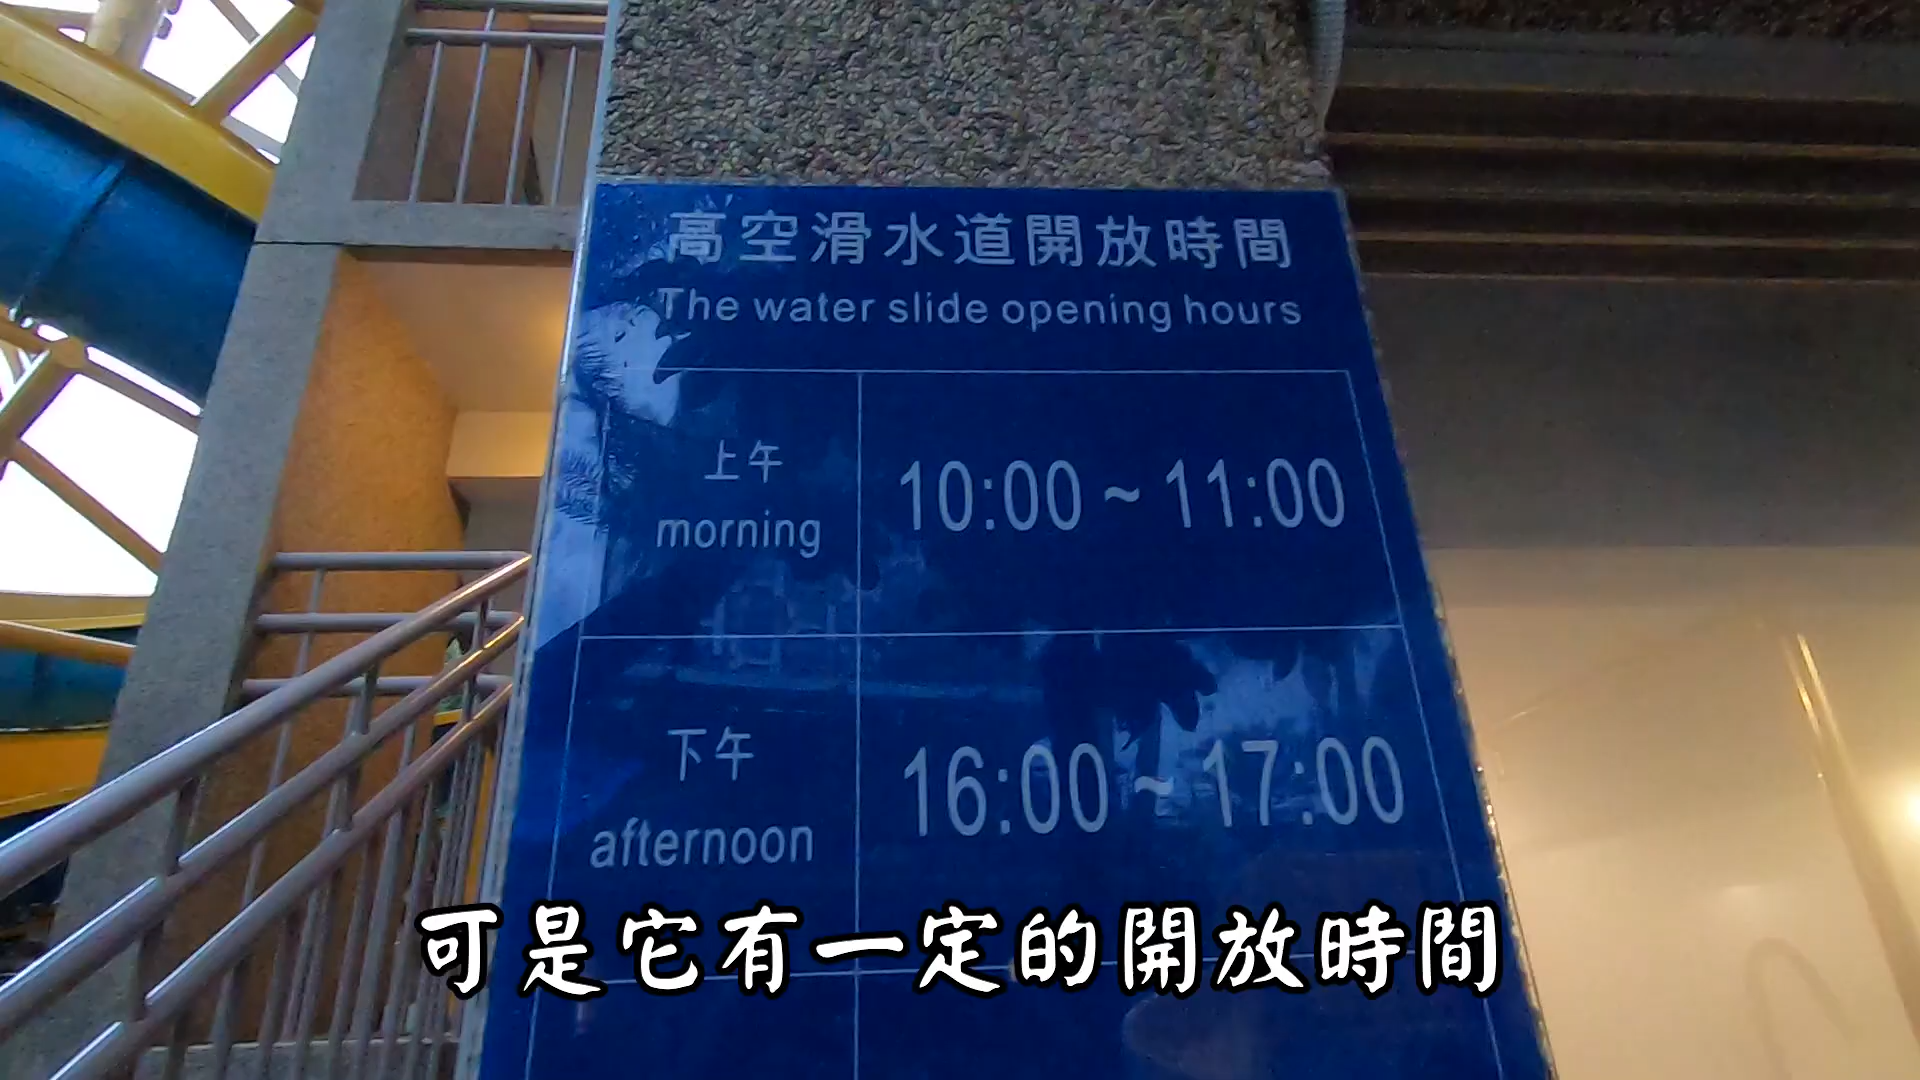 高空滑水道開放時間
The water slide opening hours
上午
morning
10:00 ~ 11:00
下午
afternoon
16:00 ~ 17:00
可是它有一定的開放時間